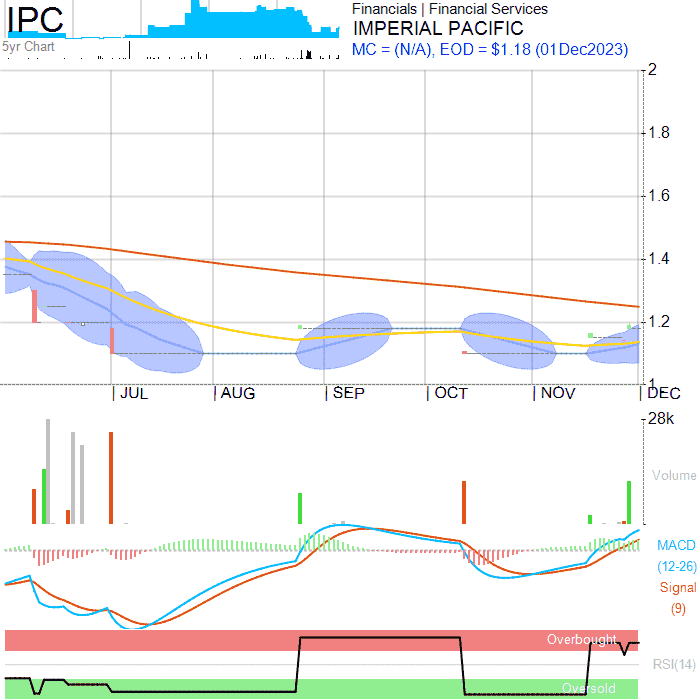 IPC
5yr Chart
Financials | Financial Services
IMPERIAL PACIFIC
MC = (N/A), EOD = $1.18 (01Dec2023)
2
1.8
1.6
1.4
1.2
1
| JUL | AUG | SEP | OCT | NOV | DEC
28k
Volume
MACD
(12-26)
Signal
(9)
Overbought
RSI(14)
Oversold